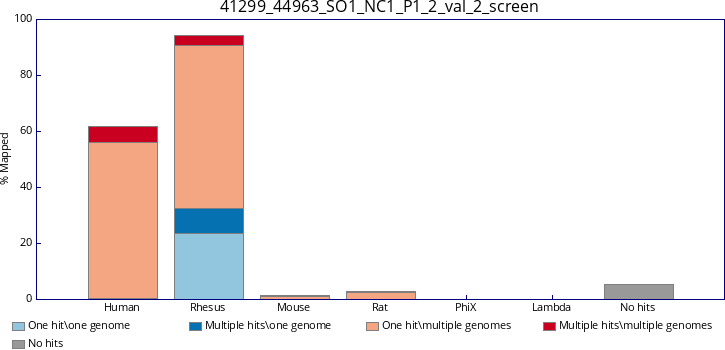 41299_44963_SO1_NC1_P1_2_val_2_screen
100
80
60
40
20
0
% Mapped
Human Rhesus Mouse Rat PhiX Lambda No hits
One hit\one genome Multiple hits\one genome One hit\multiple genomes Multiple hits\multiple genomes
No hits